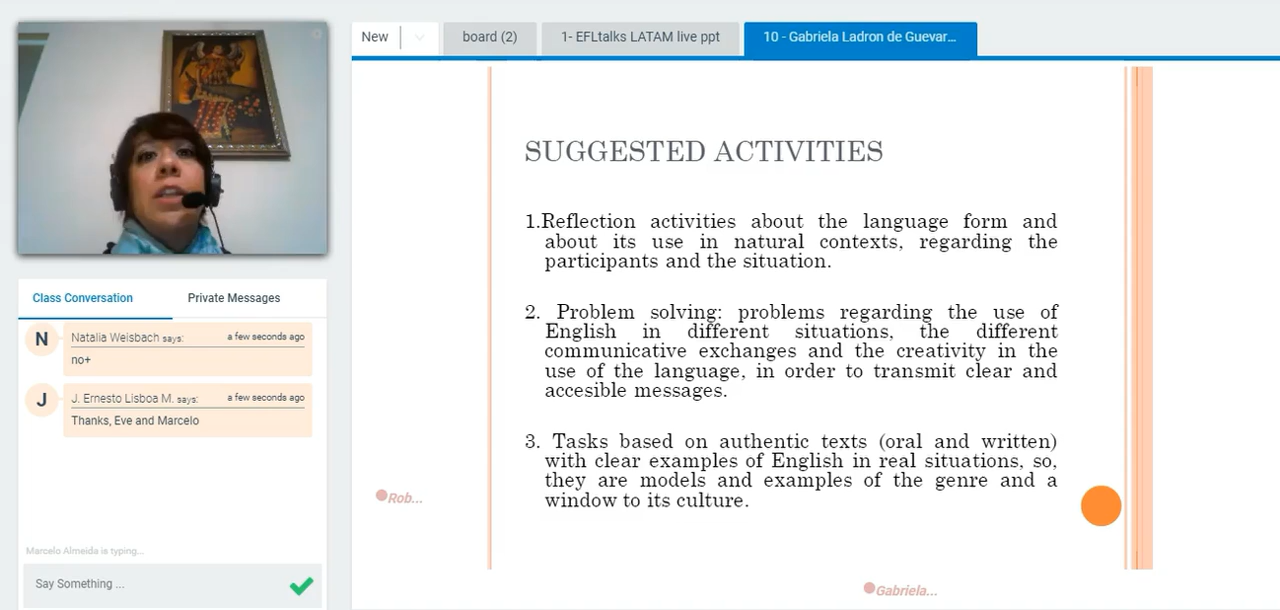 New
board (2)
1- EFLtalks LATAM live ppt
10 - Gabriela Ladron de Guevar...
SUGGESTED ACTIVITIES
1.Reflection activities about the language form and
about its use in natural contexts, regarding the
participants and the situation.
2. Problem solving: problems regarding the use of
English in different situations, the different
communicative exchanges and the creativity in the
use of the language, in order to transmit clear and
accesible messages.
3. Tasks based on authentic texts (oral and written)
with clear examples of English in real situations, so,
they are models and examples of the genre and a
window to its culture.
Rob...
Gabriela...
Class Conversation
Private Messages
N
Natalia Weisbach says:
a few seconds ago
no+
J
J. Ernesto Lisboa M. says:
a few seconds ago
Thanks, Eve and Marcelo
Marcelo Almeida is typing...
Say Something ...